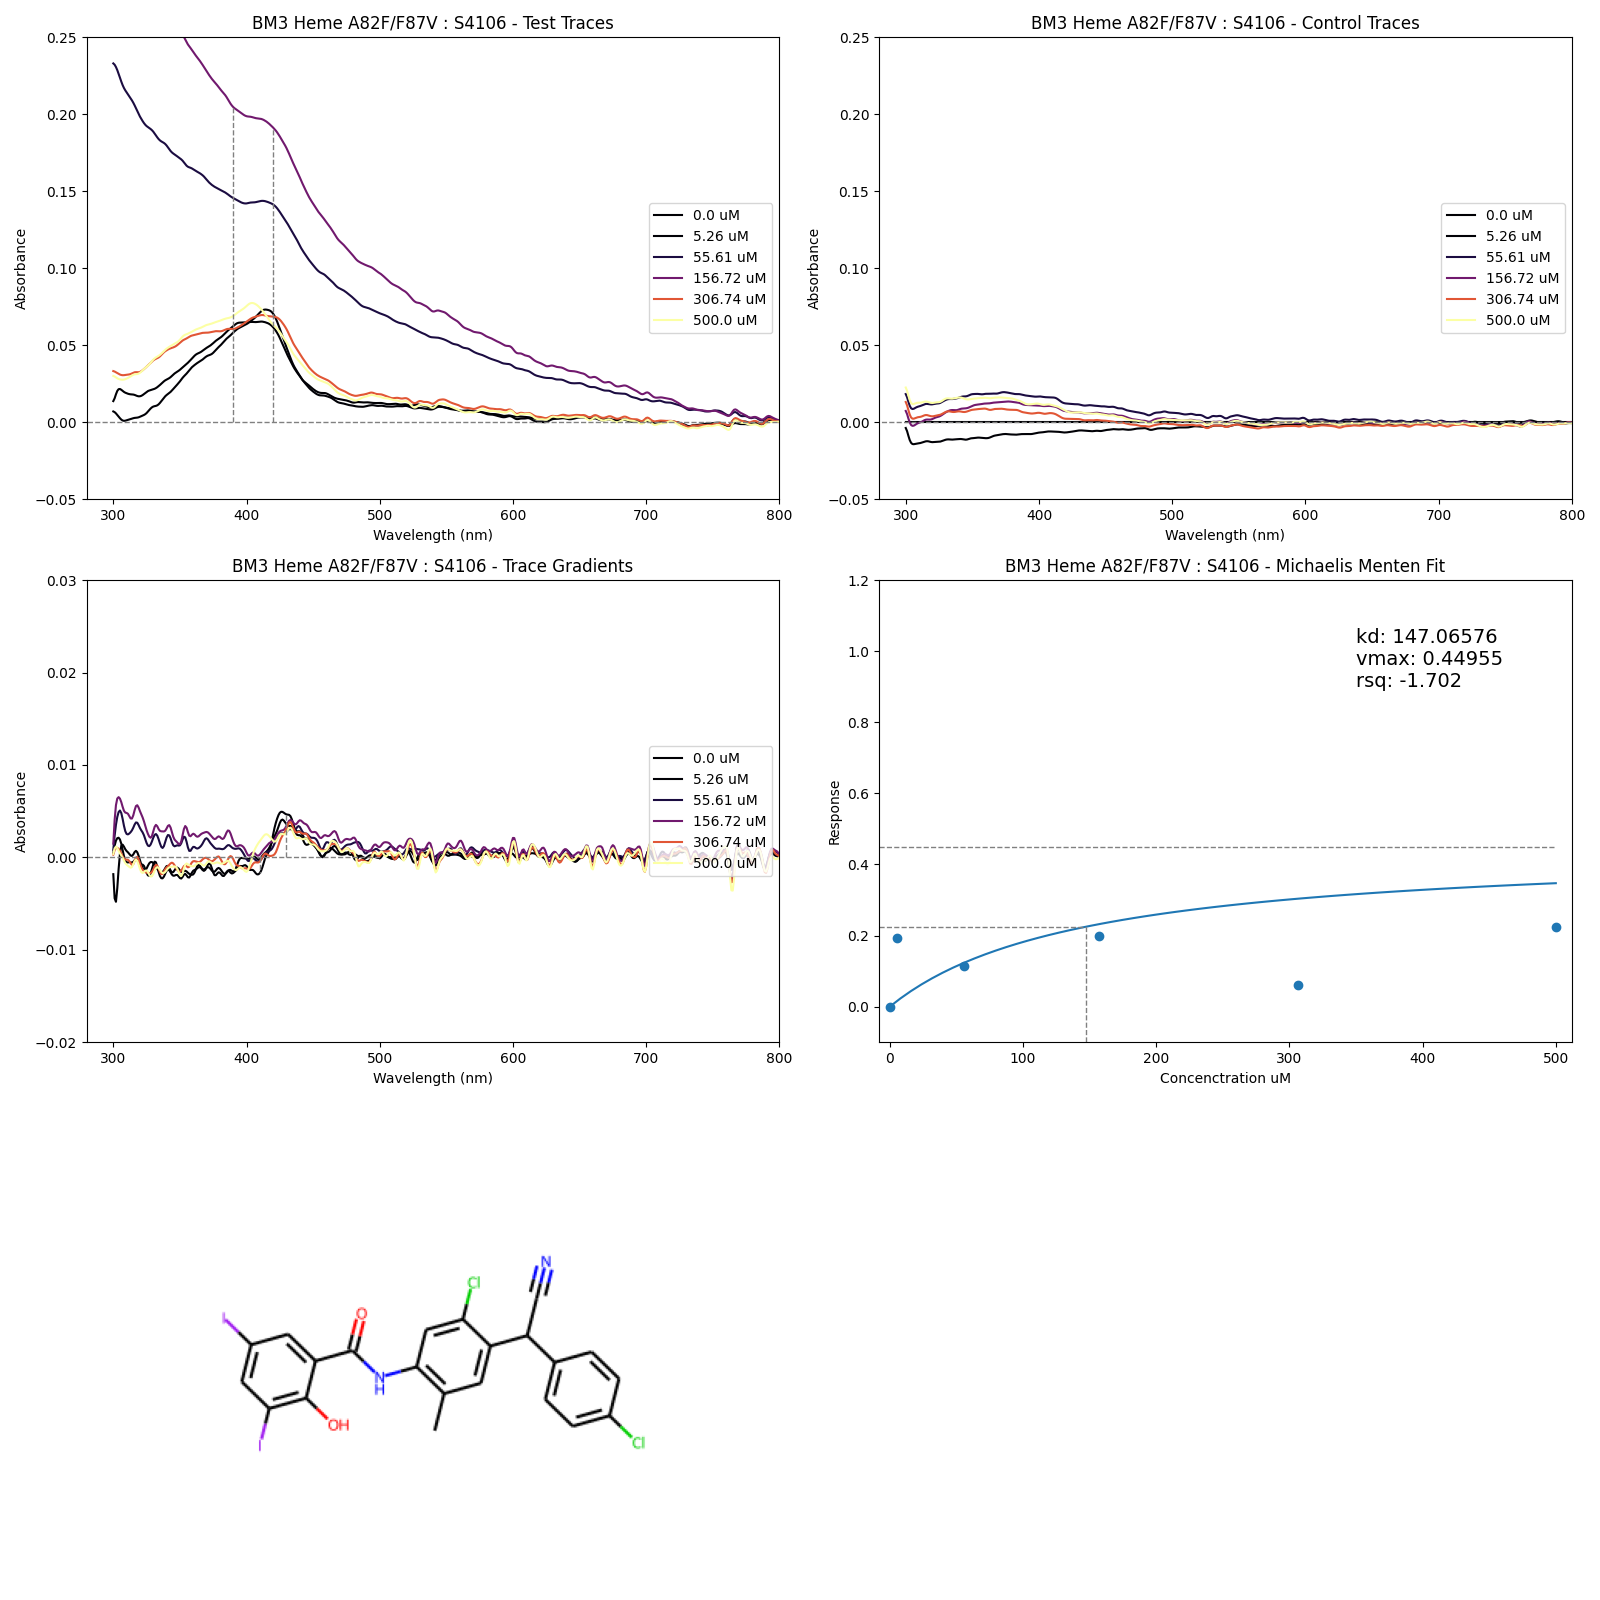 BM3 Heme A82F/F87V : S4106 - Test Traces
0.25
0.20
0.15
0.10
0.05
0.00
−0.05
Absorbance
300 400 500 600 700 800
Wavelength (nm)
0.0 uM
5.26 uM
55.61 uM
156.72 uM
306.74 uM
500.0 uM
BM3 Heme A82F/F87V : S4106 - Control Traces
0.25
0.20
0.15
0.10
0.05
0.00
−0.05
Absorbance
300 400 500 600 700 800
Wavelength (nm)
0.0 uM
5.26 uM
55.61 uM
156.72 uM
306.74 uM
500.0 uM
BM3 Heme A82F/F87V : S4106 - Trace Gradients
0.03
0.02
0.01
0.00
−0.01
−0.02
Absorbance
300 400 500 600 700 800
Wavelength (nm)
0.0 uM
5.26 uM
55.61 uM
156.72 uM
306.74 uM
500.0 uM
BM3 Heme A82F/F87V : S4106 - Michaelis Menten Fit
1.2
1.0
0.8
0.6
0.4
0.2
0.0
Response
0 100 200 300 400 500
Concenctration uM
kd: 147.06576
vmax: 0.44955
rsq: -1.702
N
Cl
I
O
N
H
OH
I
Cl